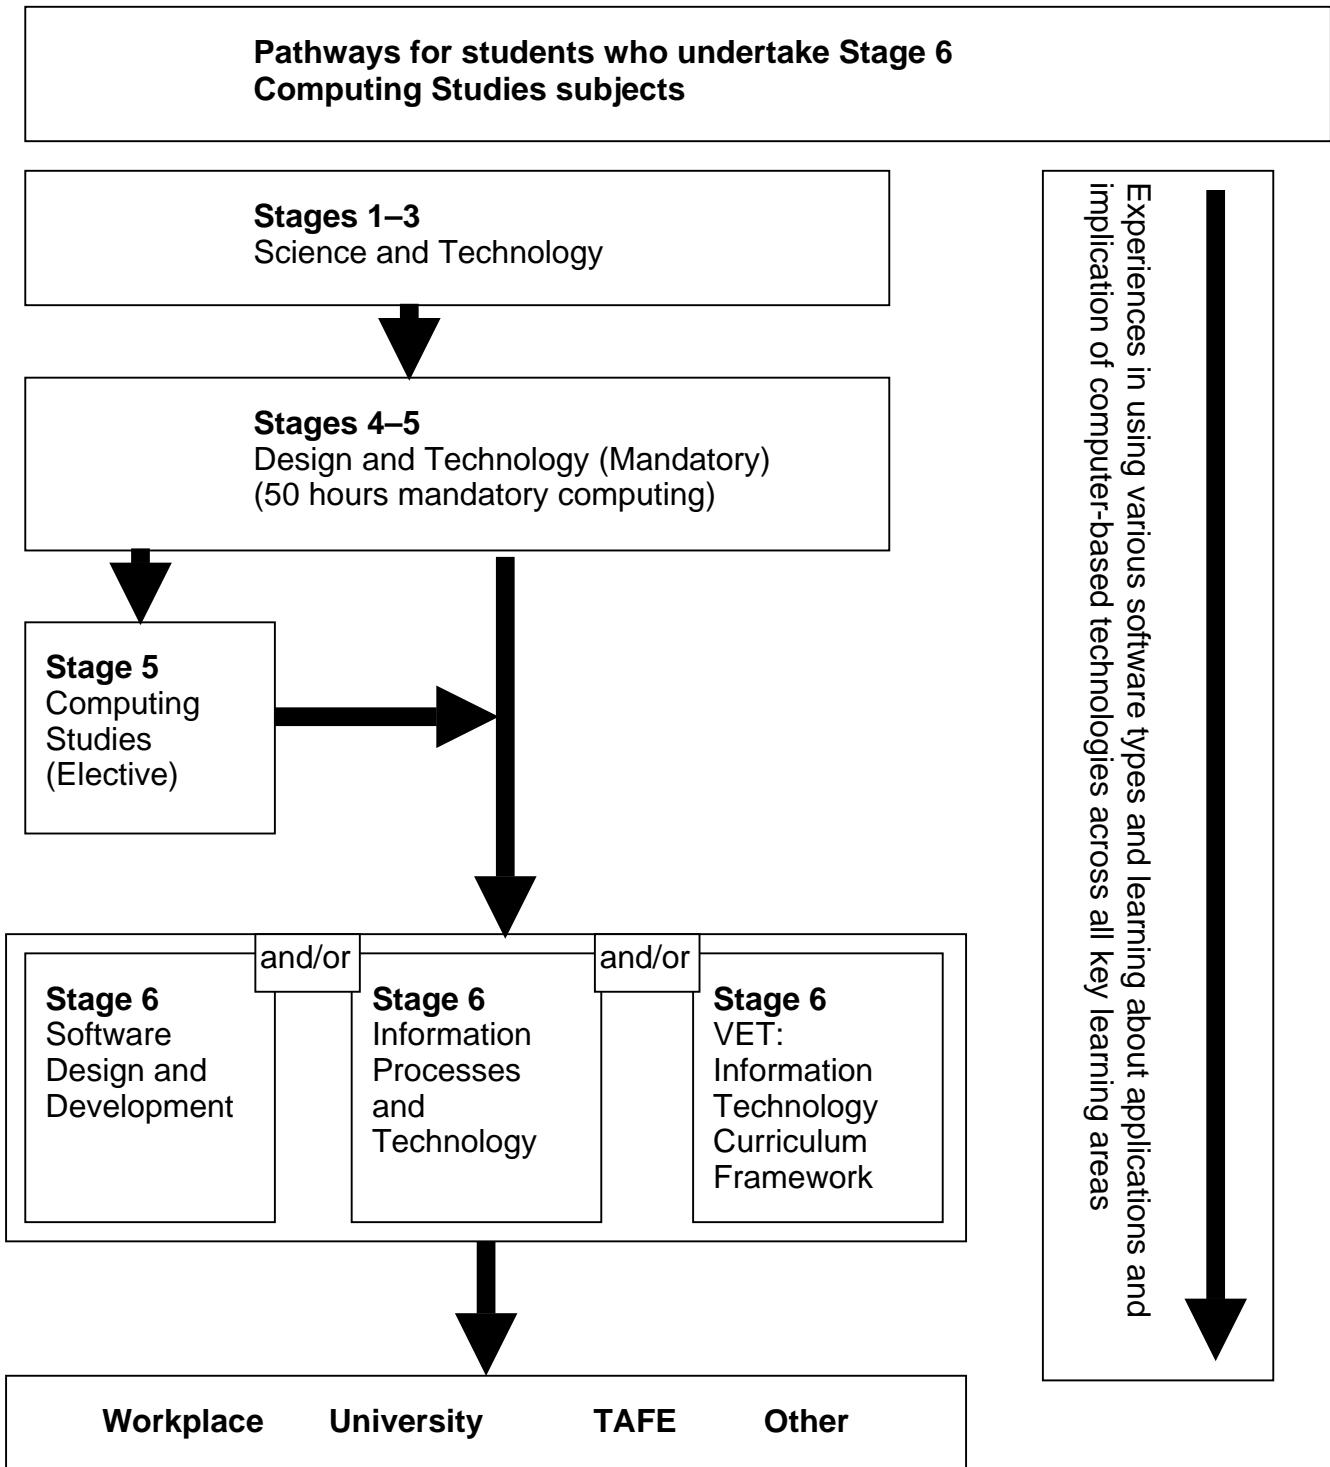 Pathways for students who undertake Stage 6
Computing Studies subjects
Stages 1–3
Science and Technology
Stages 4–5
Design and Technology (Mandatory)
(50 hours mandatory computing)
Stage 5
Computing
Studies
(Elective)
and/or
and/or
Stage 6
Software
Design and
Development
Stage 6
Information
Processes
and
Technology
Stage 6
VET:
Information
Technology
Curriculum
Framework
Workplace University TAFE Other
Experiences in using various software types and learning about applications and
implication of computer-based technologies across all key learning areas